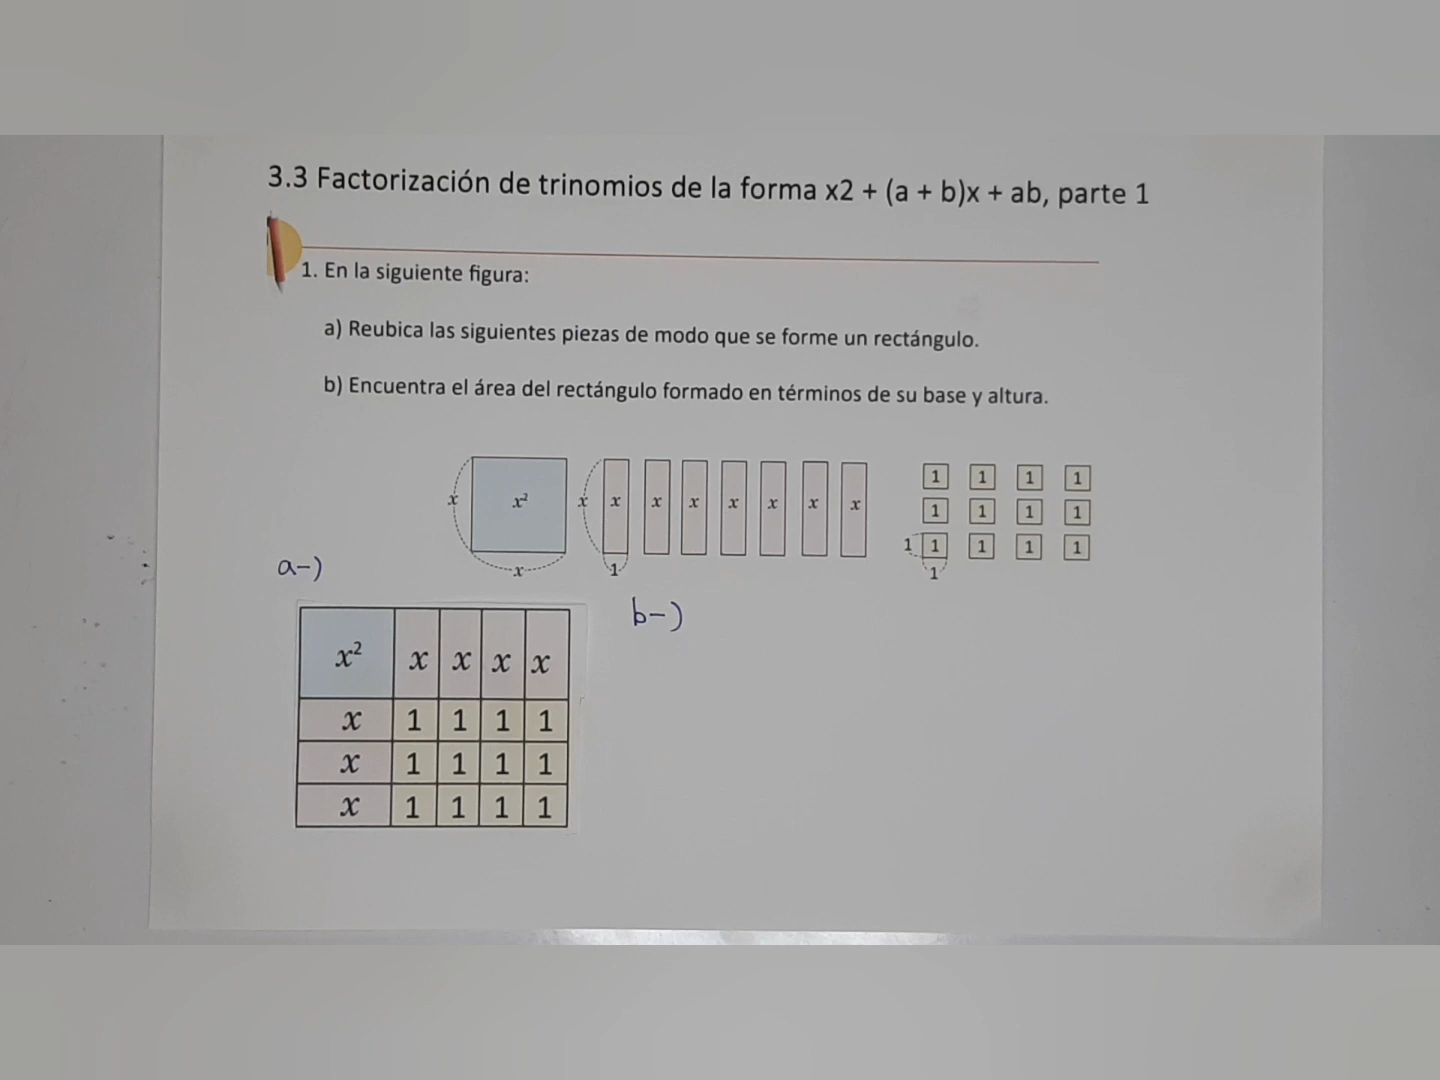 3.3 Factorización de trinomios de la forma x2 + (a + b)x + ab, parte 1
1. En la siguiente figura:
a) Reubica las siguientes piezas de modo que se forme un rectángulo.
b) Encuentra el área del rectángulo formado en términos de su base y altura.
x x² x x x x x x x x 1 1 1 1
1 1 1 1
1 1 1 1 1
x 1 1
a-)
b-)
x² x x x x
x 1 1 1 1
x 1 1 1 1
x 1 1 1 1